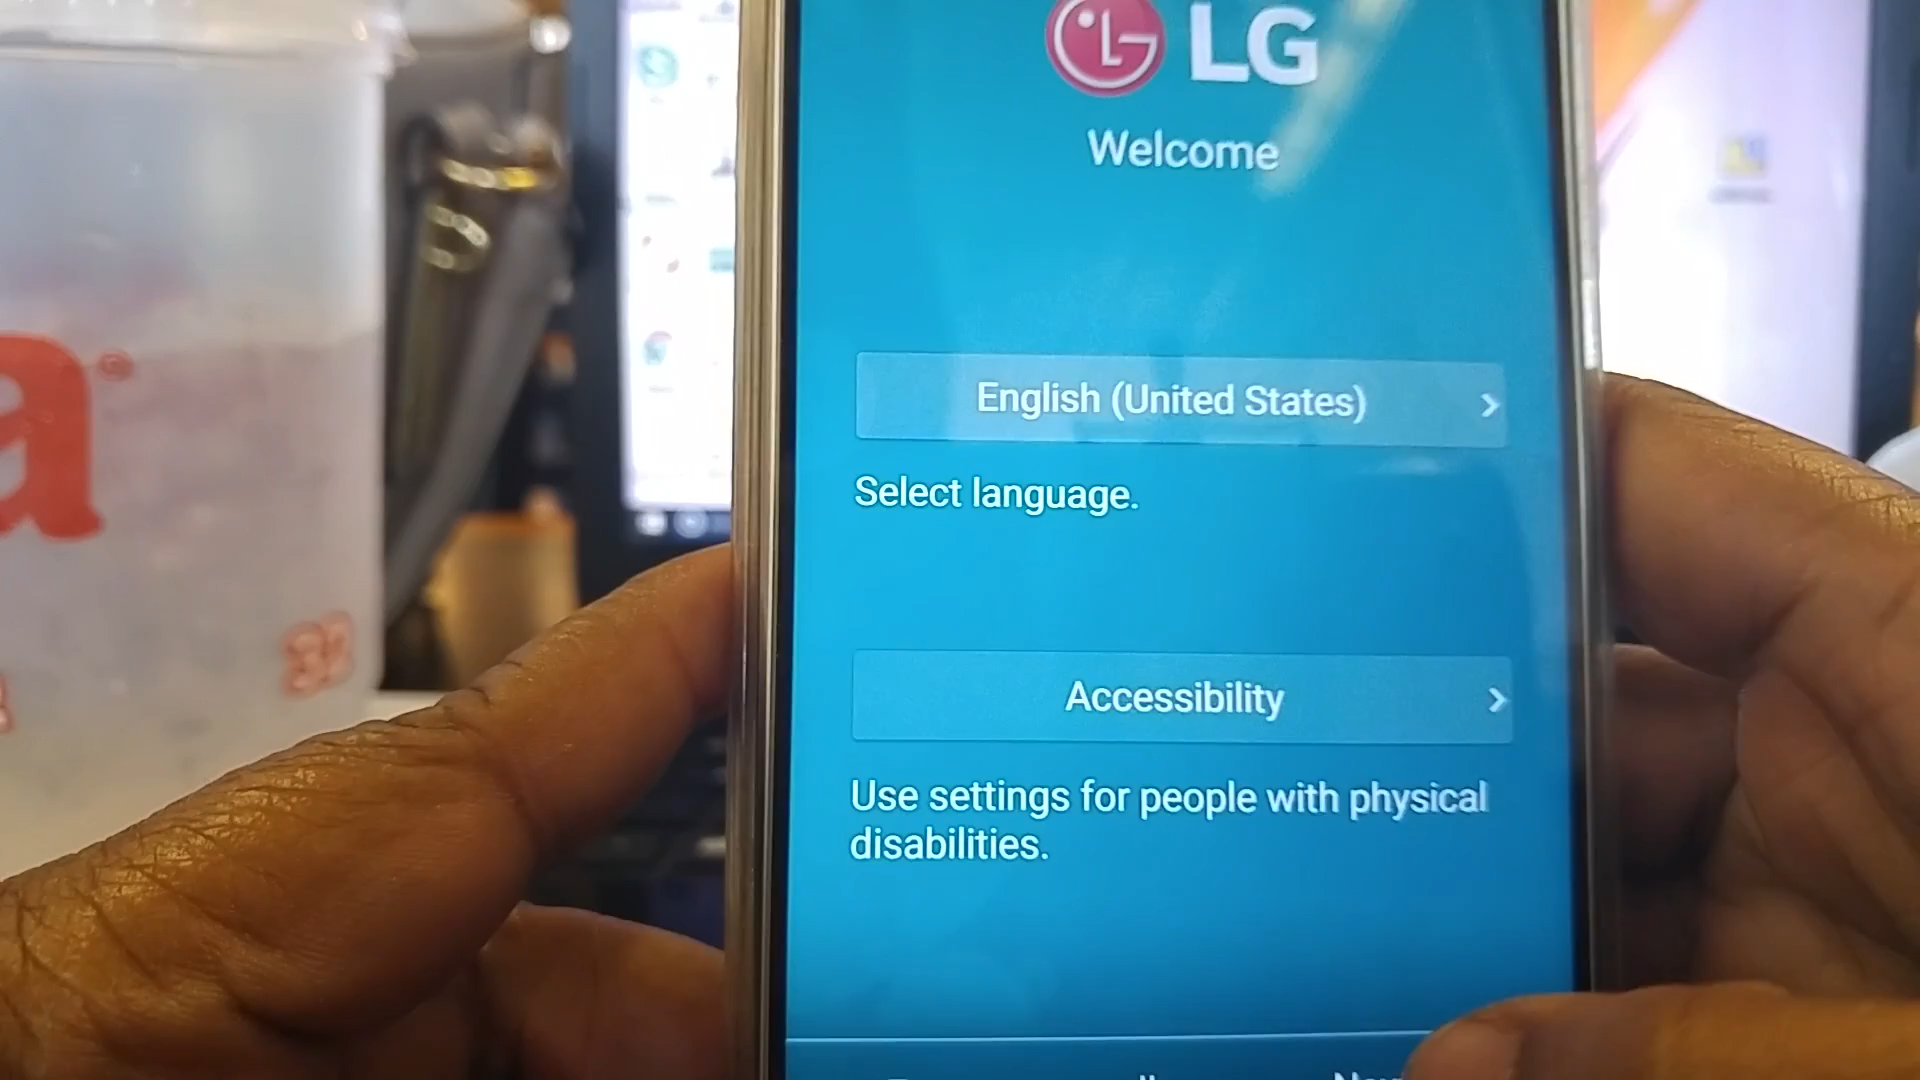 LG
Welcome
English (United States)
Select language.
Accessibility
Use settings for people with physical
disabilities.
a®